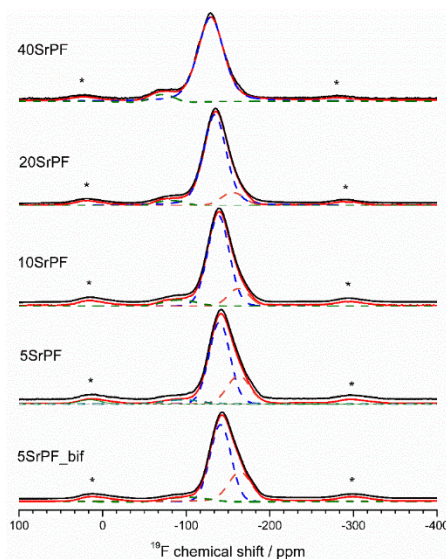 40SrPF
* *
20SrPF
* *
10SrPF
* *
5SrPF
* *
5SrPF_bif
* *
100 0 -100 -200 -300 -400
¹⁹F chemical shift / ppm